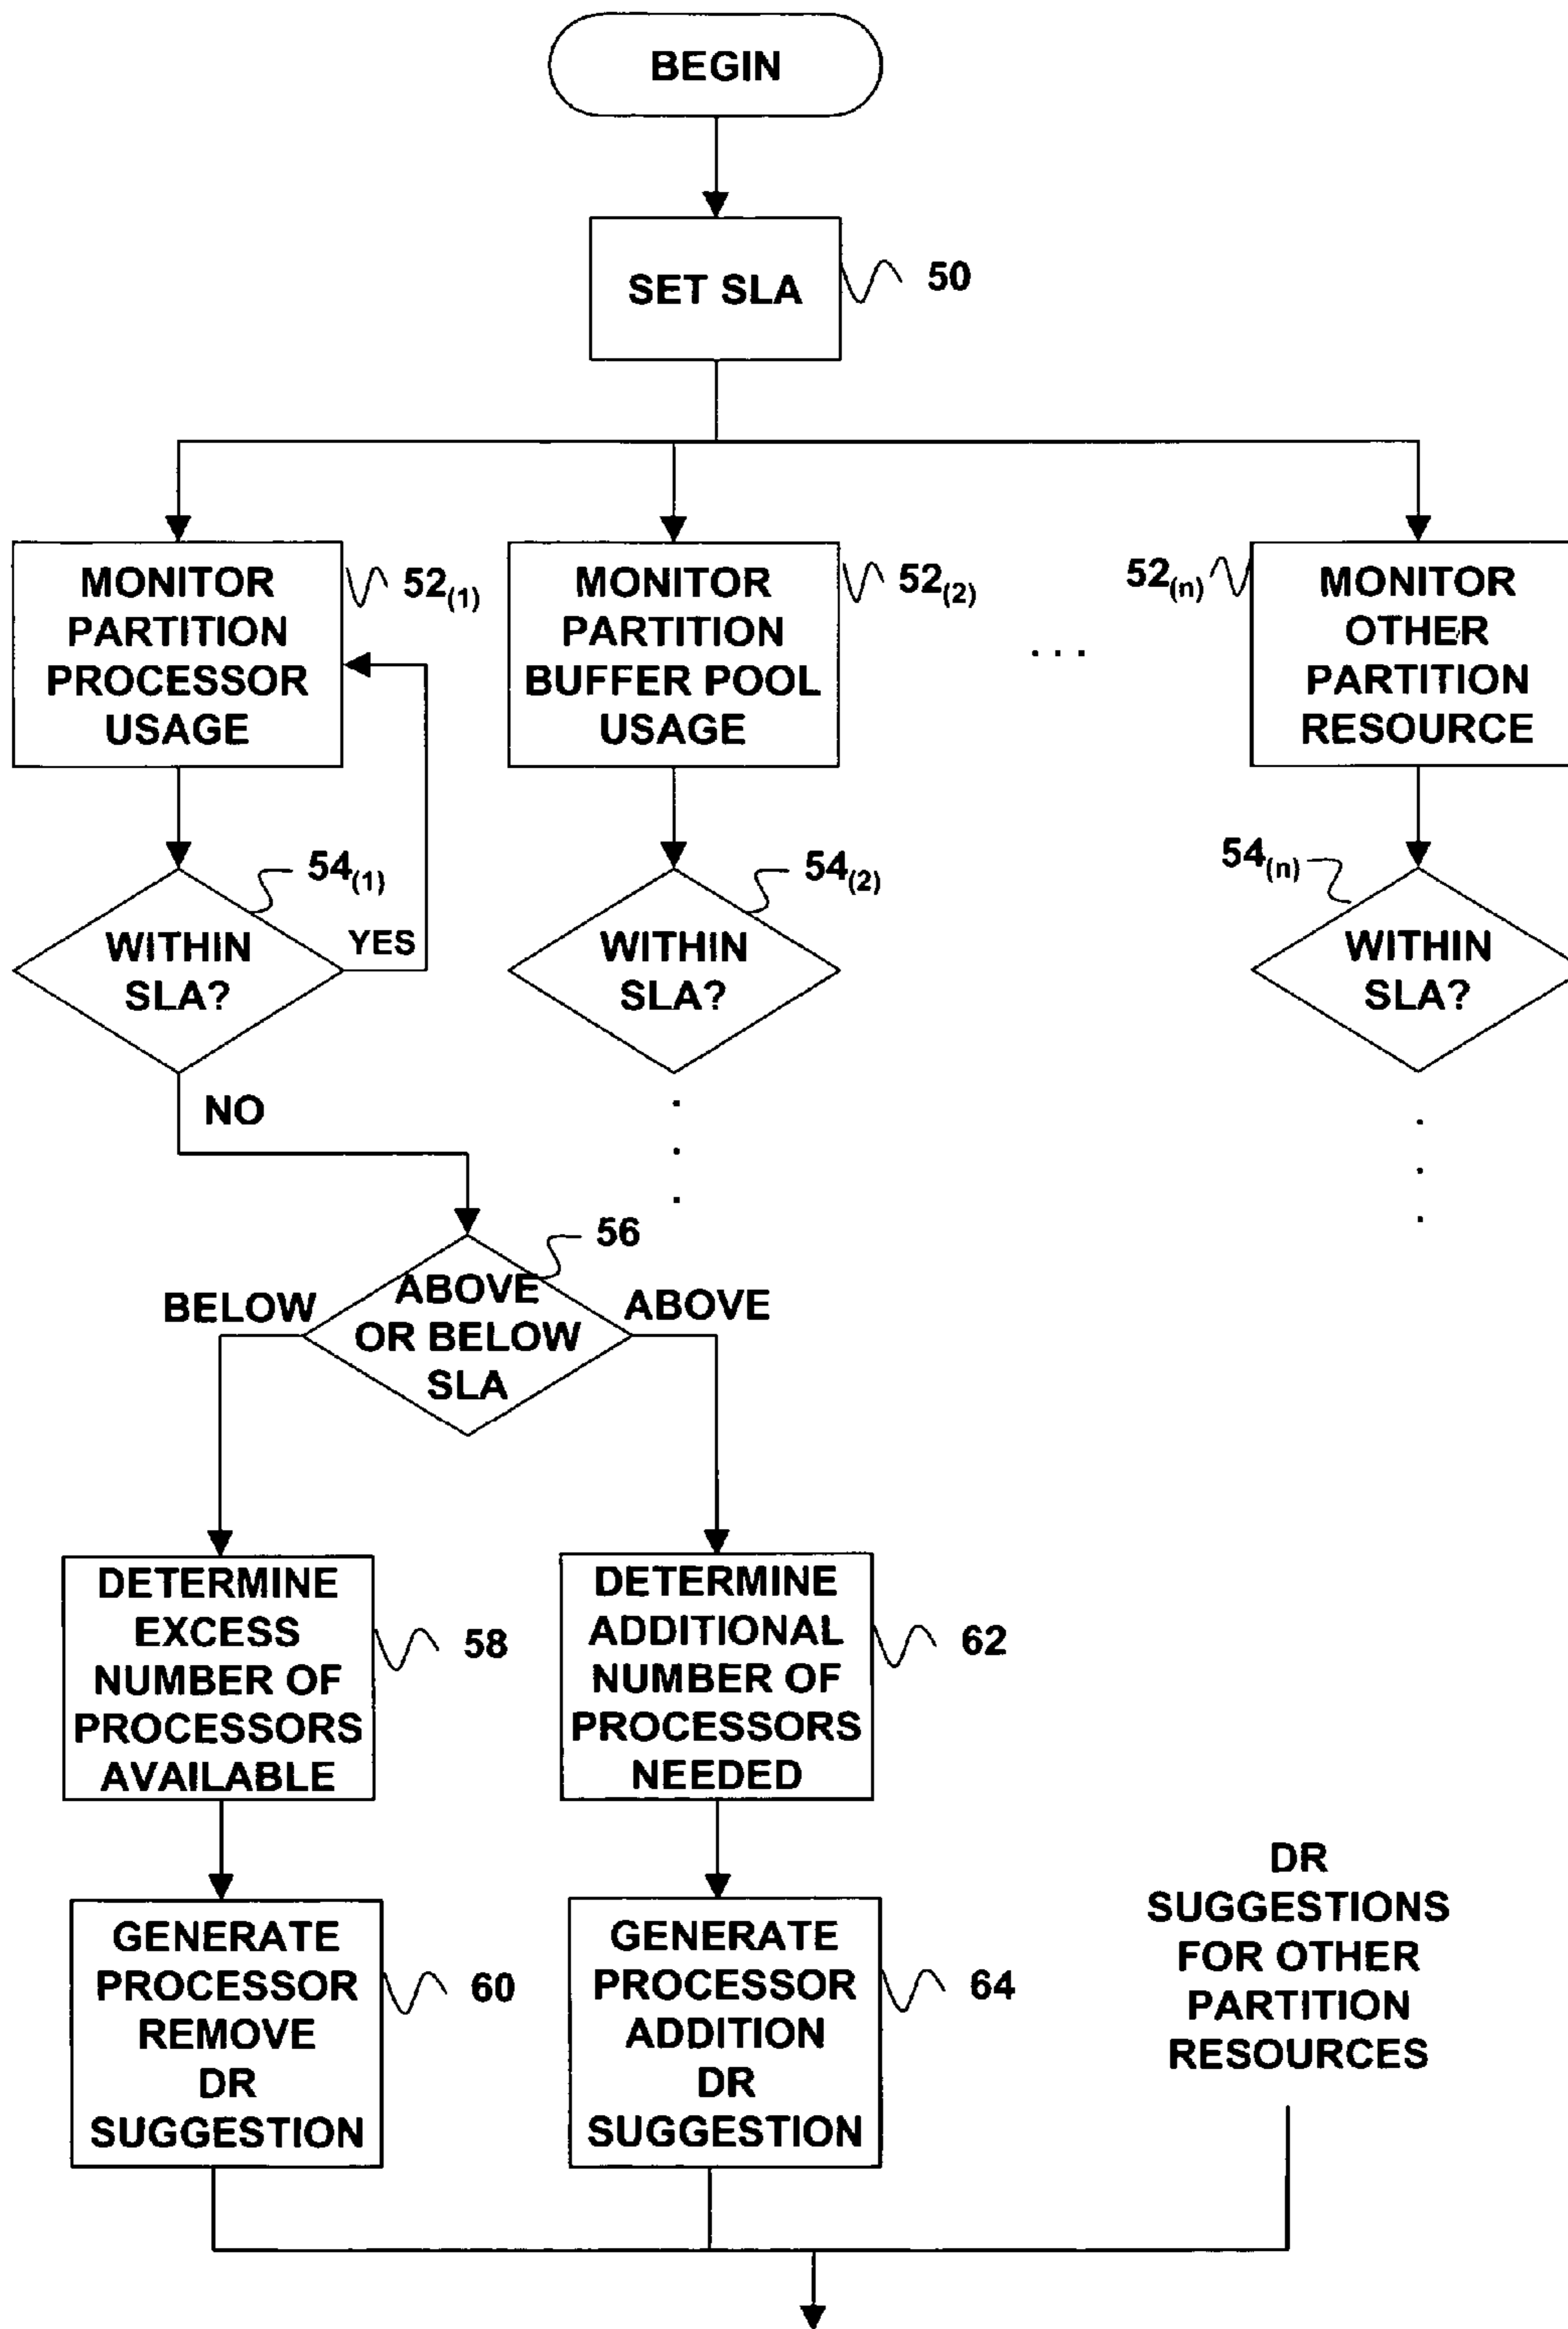 BEGIN
SET SLA
50
MONITOR
PARTITION
PROCESSOR
USAGE
52(1)
MONITOR
PARTITION
BUFFER POOL
USAGE
52(2)
. . .
52(n)
MONITOR
OTHER
PARTITION
RESOURCE
54(1)
WITHIN
SLA?
YES
NO
54(2)
WITHIN
SLA?
54(n)
WITHIN
SLA?
56
ABOVE
OR BELOW
SLA
BELOW
ABOVE
DETERMINE
EXCESS
NUMBER OF
PROCESSORS
AVAILABLE
58
DETERMINE
ADDITIONAL
NUMBER OF
PROCESSORS
NEEDED
62
GENERATE
PROCESSOR
REMOVE
DR
SUGGESTION
60
GENERATE
PROCESSOR
ADDITION
DR
SUGGESTION
64
DR
SUGGESTIONS
FOR OTHER
PARTITION
RESOURCES